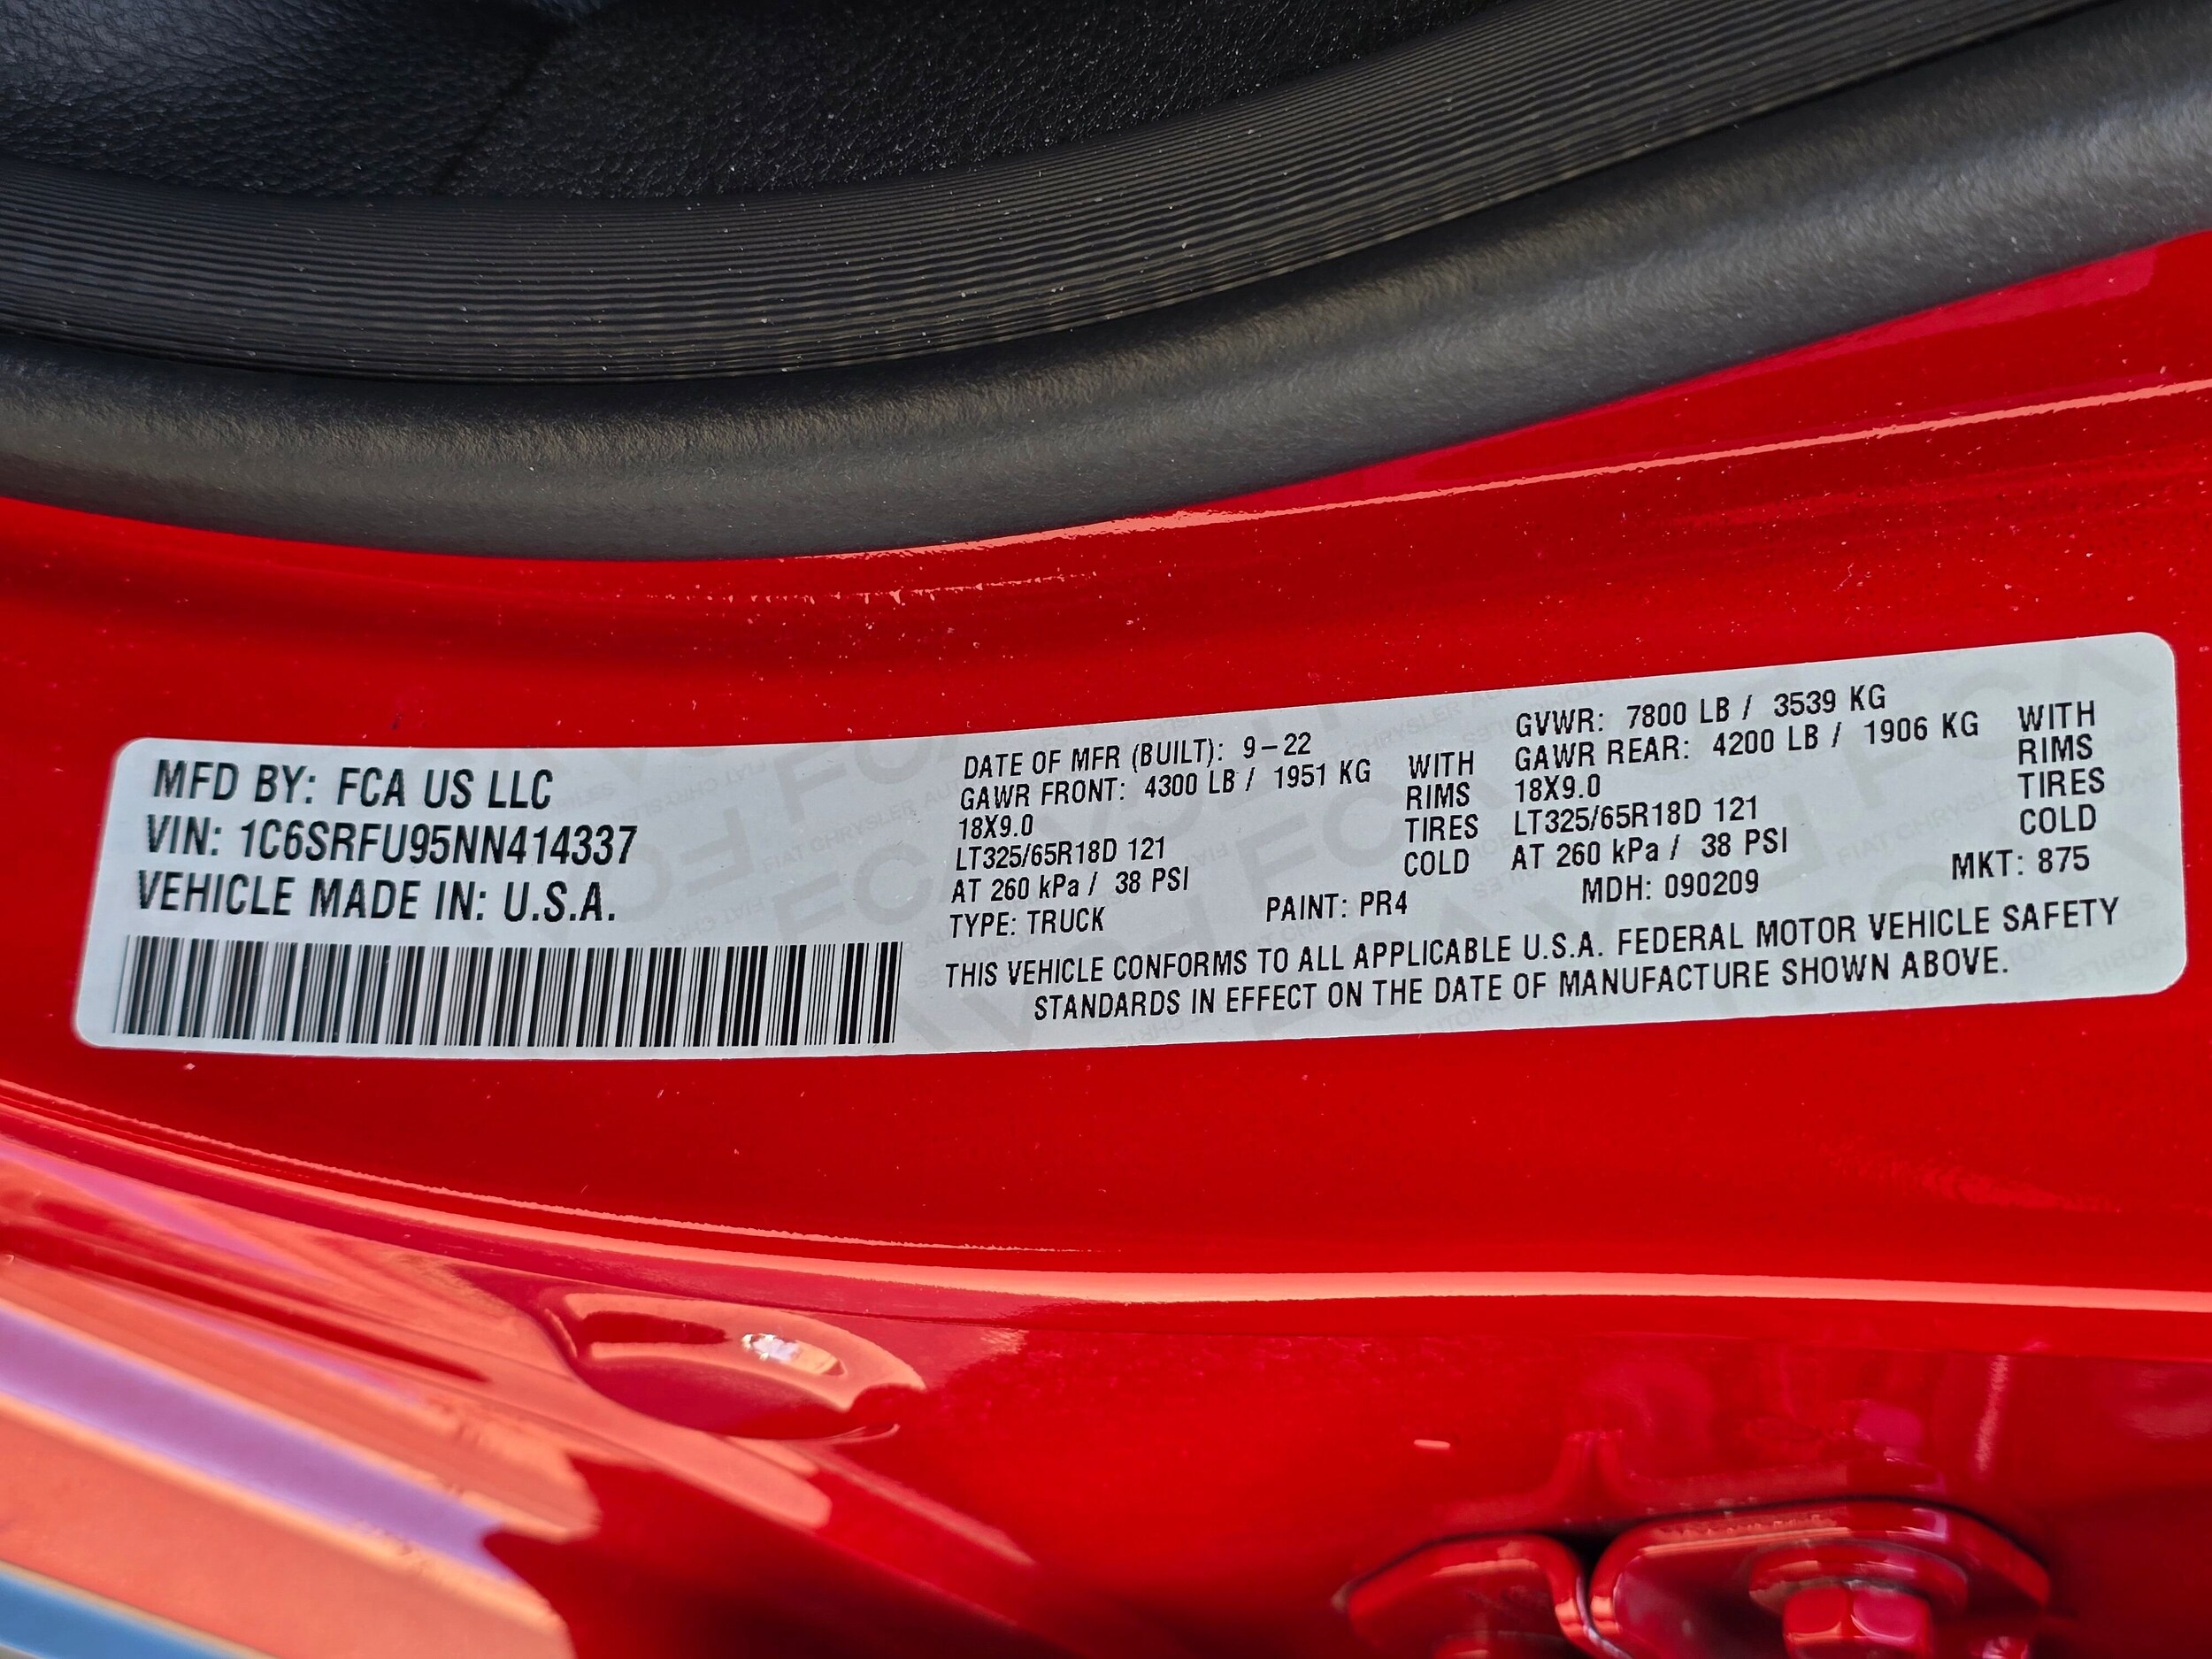 MFD BY: FCA US LLC
VIN: 1C6SRFU95NN414337
VEHICLE MADE IN: U.S.A.
DATE OF MFR (BUILT): 9-22 GVWR: 7800 LB / 3539 KG
GAWR FRONT: 4300 LB / 1951 KG WITH GAWR REAR: 4200 LB / 1906 KG WITH
18X9.0 RIMS 18X9.0 RIMS
LT325/65R18D 121 TIRES LT325/65R18D 121 TIRES
AT 260 kPa / 38 PSI COLD AT 260 kPa / 38 PSI COLD
TYPE: TRUCK PAINT: PR4 MDH: 090209 MKT: 875
THIS VEHICLE CONFORMS TO ALL APPLICABLE U.S.A. FEDERAL MOTOR VEHICLE SAFETY
STANDARDS IN EFFECT ON THE DATE OF MANUFACTURE SHOWN ABOVE.